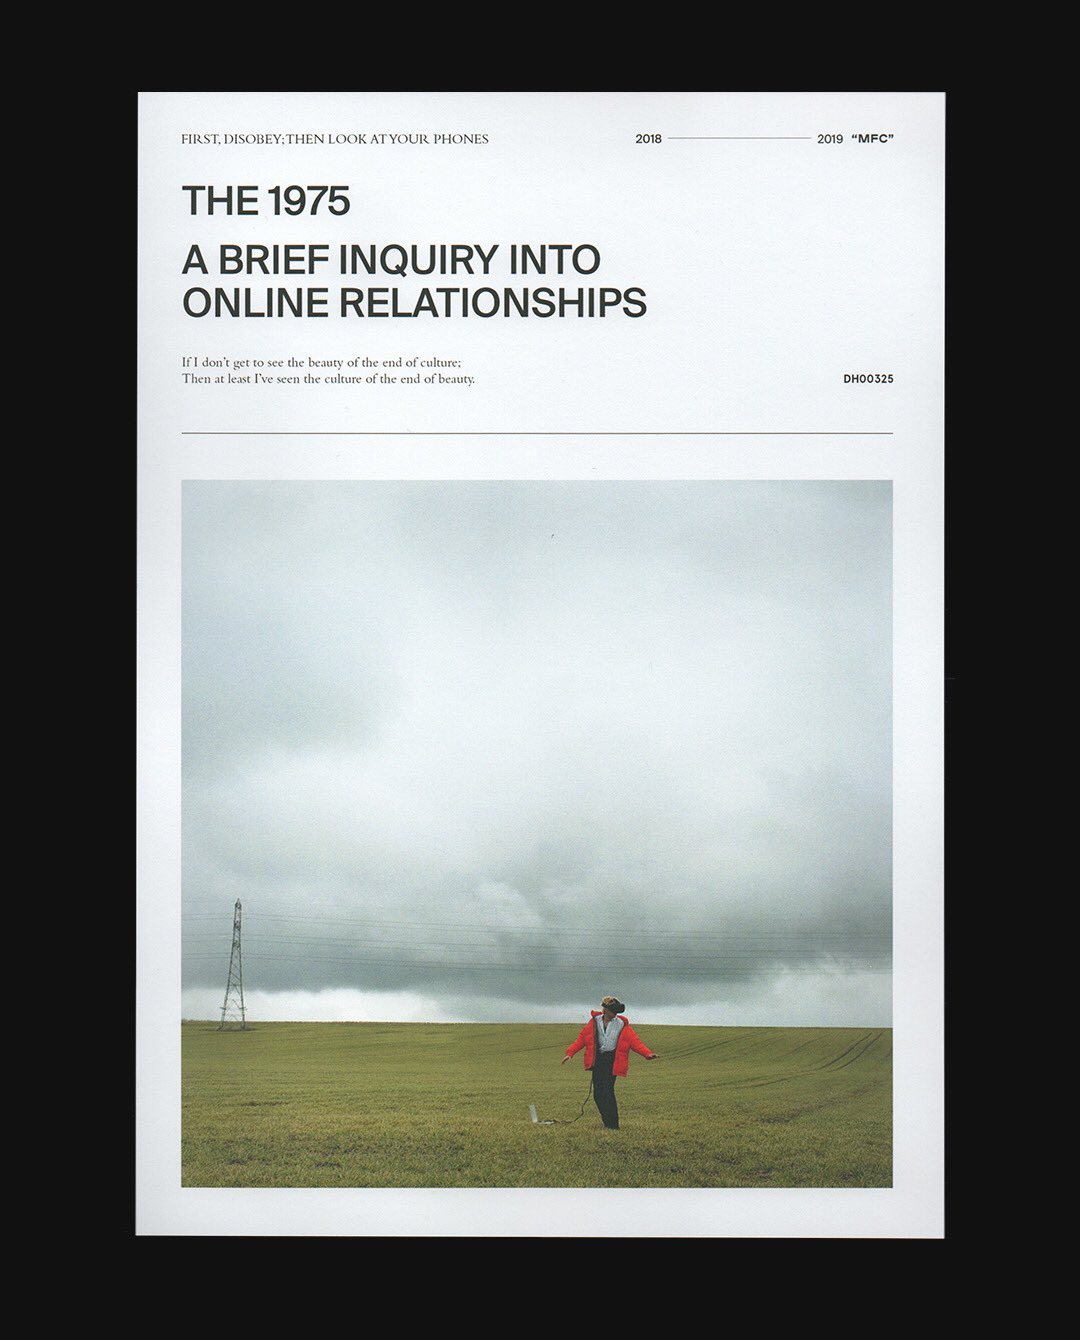 FIRST, DISOBEY; THEN LOOK AT YOUR PHONES
2018 2019 “MFC”
THE 1975
A BRIEF INQUIRY INTO
ONLINE RELATIONSHIPS
If I don’t get to see the beauty of the end of culture;
Then at least I’ve seen the culture of the end of beauty.
DH00325